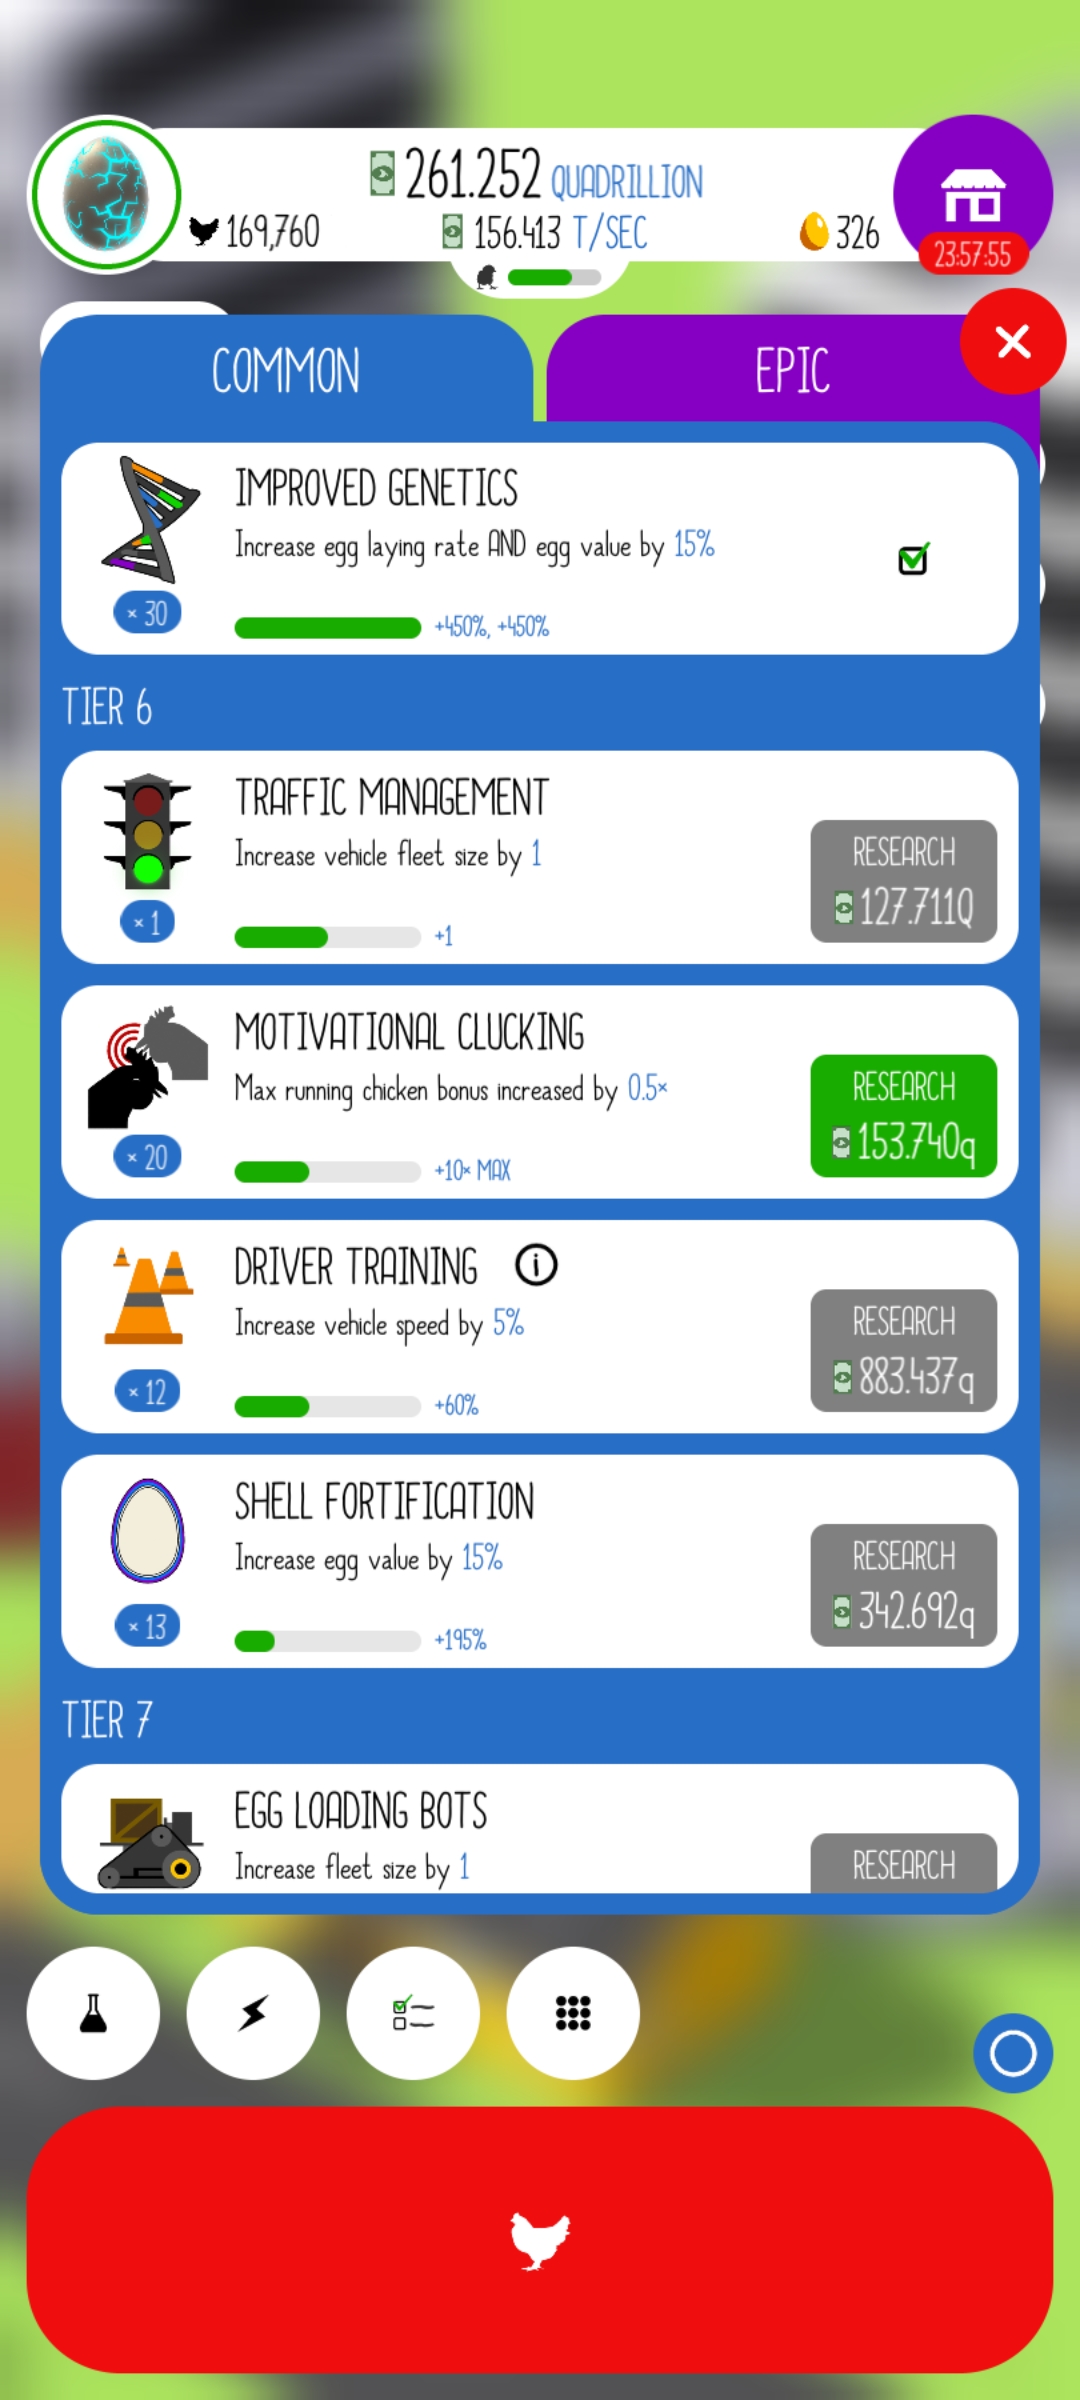 261.252 QUADRILLION
169,760
156.413 T/SEC
326
23:57:55
COMMON
EPIC
IMPROVED GENETICS
Increase egg laying rate AND egg value by 15%
× 30
+450%, +450%
TIER 6
TRAFFIC MANAGEMENT
Increase vehicle fleet size by 1
RESEARCH
127.711Q
× 1
+1
MOTIVATIONAL CLUCKING
Max running chicken bonus increased by 0.5×
RESEARCH
153.740q
× 20
+10× MAX
DRIVER TRAINING
Increase vehicle speed by 5%
RESEARCH
883.437q
× 12
+60%
SHELL FORTIFICATION
Increase egg value by 15%
RESEARCH
342.692q
× 13
+195%
TIER 7
EGG LOADING BOTS
Increase fleet size by 1
RESEARCH